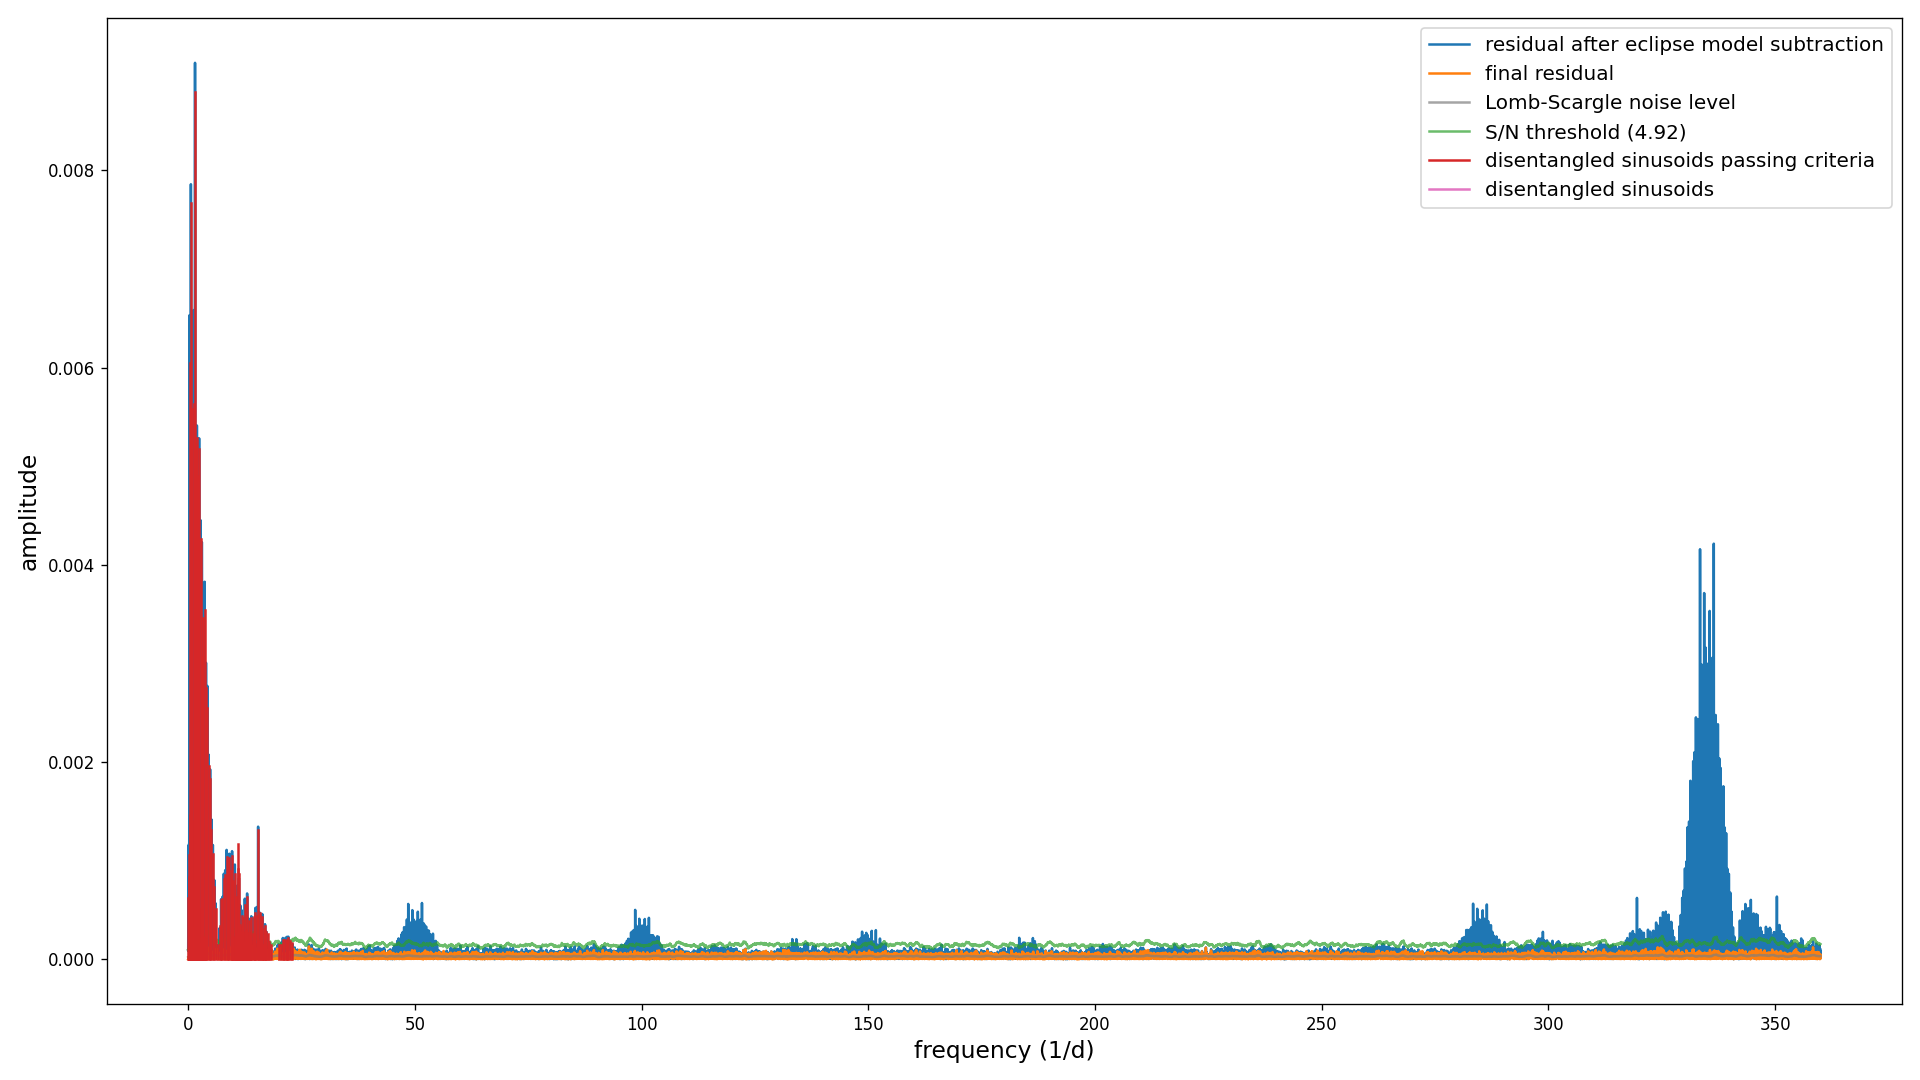 residual after eclipse model subtraction
final residual
Lomb-Scargle noise level
S/N threshold (4.92)
disentangled sinusoids passing criteria
disentangled sinusoids
amplitude
0.008
0.006
0.004
0.002
0.000
0 50 100 150 200 250 300 350
frequency (1/d)